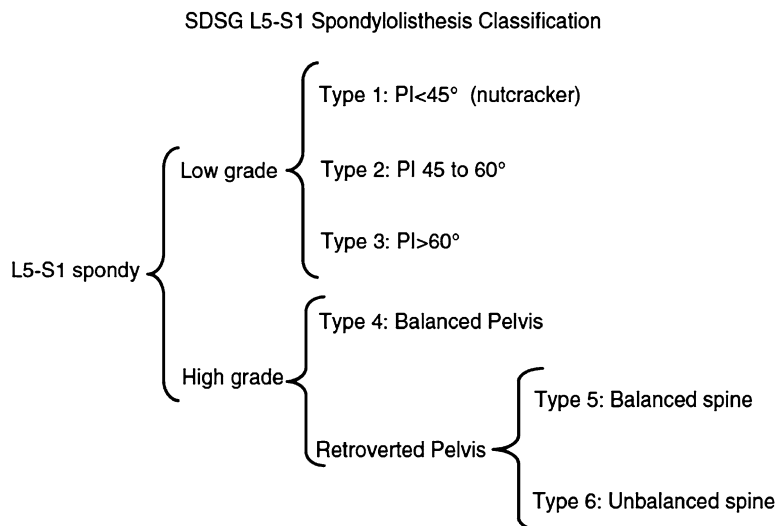 SDSG L5-S1 Spondylolisthesis Classification
Type 1: PI<45° (nutcracker)
Low grade
Type 2: PI 45 to 60°
Type 3: PI>60°
L5-S1 spondy
Type 4: Balanced Pelvis
High grade
Type 5: Balanced spine
Retroverted Pelvis
Type 6: Unbalanced spine